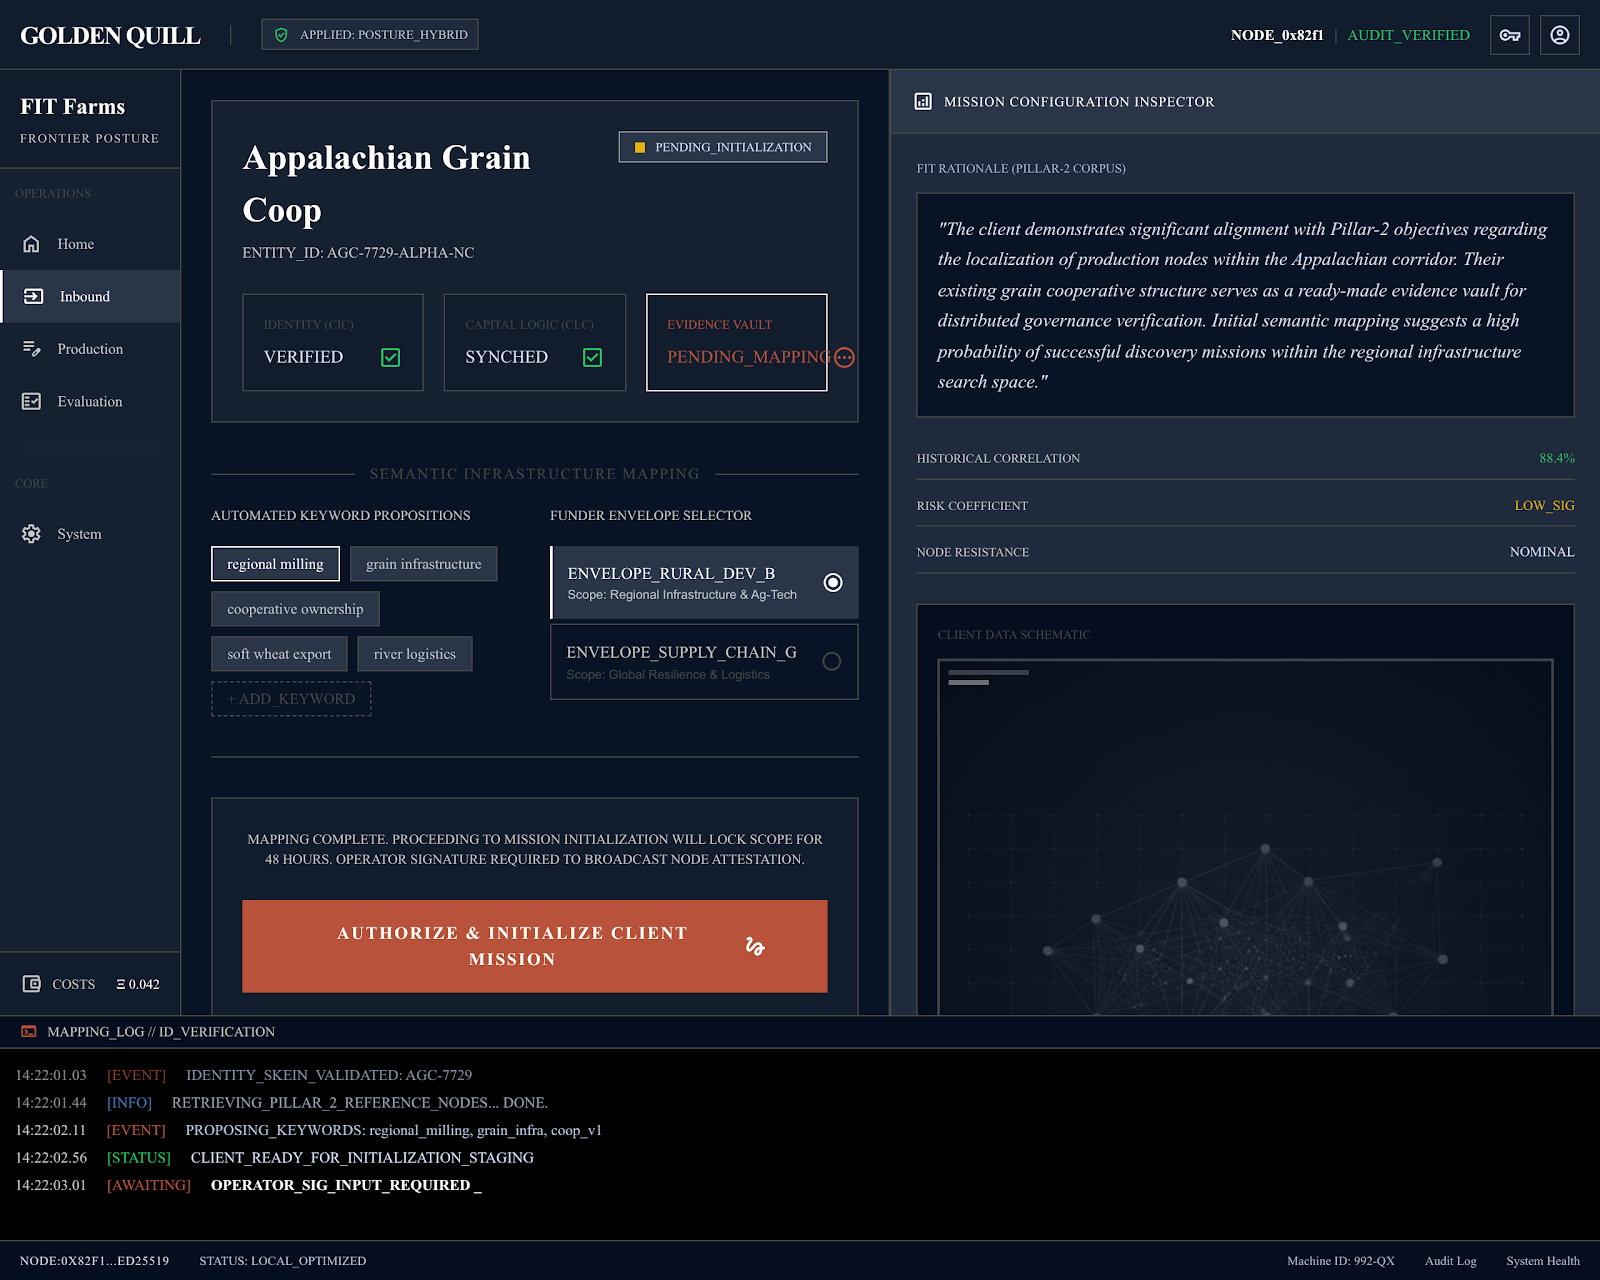 GOLDEN QUILL
APPLIED: POSTURE_HYBRID
NODE_0x82f1 | AUDIT_VERIFIED
FIT Farms
FRONTIER POSTURE
OPERATIONS
Home
Inbound
Production
Evaluation
CORE
System
COSTS Ξ 0.042
Appalachian Grain
Coop
PENDING_INITIALIZATION
ENTITY_ID: AGC-7729-ALPHA-NC
IDENTITY (CIC)
VERIFIED
CAPITAL LOGIC (CLC)
SYNCHED
EVIDENCE VAULT
PENDING_MAPPING
SEMANTIC INFRASTRUCTURE MAPPING
AUTOMATED KEYWORD PROPOSITIONS
regional milling
grain infrastructure
cooperative ownership
soft wheat export
river logistics
+ ADD_KEYWORD
FUNDER ENVELOPE SELECTOR
ENVELOPE_RURAL_DEV_B
Scope: Regional Infrastructure & Ag-Tech
ENVELOPE_SUPPLY_CHAIN_G
Scope: Global Resilience & Logistics
MAPPING COMPLETE. PROCEEDING TO MISSION INITIALIZATION WILL LOCK SCOPE FOR
48 HOURS. OPERATOR SIGNATURE REQUIRED TO BROADCAST NODE ATTESTATION.
AUTHORIZE & INITIALIZE CLIENT
MISSION
MISSION CONFIGURATION INSPECTOR
FIT RATIONALE (PILLAR-2 CORPUS)
"The client demonstrates significant alignment with Pillar-2 objectives regarding
the localization of production nodes within the Appalachian corridor. Their
existing grain cooperative structure serves as a ready-made evidence vault for
distributed governance verification. Initial semantic mapping suggests a high
probability of successful discovery missions within the regional infrastructure
search space."
HISTORICAL CORRELATION 88.4%
RISK COEFFICIENT LOW_SIG
NODE RESISTANCE NOMINAL
CLIENT DATA SCHEMATIC
MAPPING_LOG // ID_VERIFICATION
14:22:01.03 [EVENT] IDENTITY_SKEIN_VALIDATED: AGC-7729
14:22:01.44 [INFO] RETRIEVING_PILLAR_2_REFERENCE_NODES... DONE.
14:22:02.11 [EVENT] PROPOSING_KEYWORDS: regional_milling, grain_infra, coop_v1
14:22:02.56 [STATUS] CLIENT_READY_FOR_INITIALIZATION_STAGING
14:22:03.01 [AWAITING] OPERATOR_SIG_INPUT_REQUIRED _
NODE:0X82F1...ED25519 STATUS: LOCAL_OPTIMIZED Machine ID: 992-QX Audit Log System Health